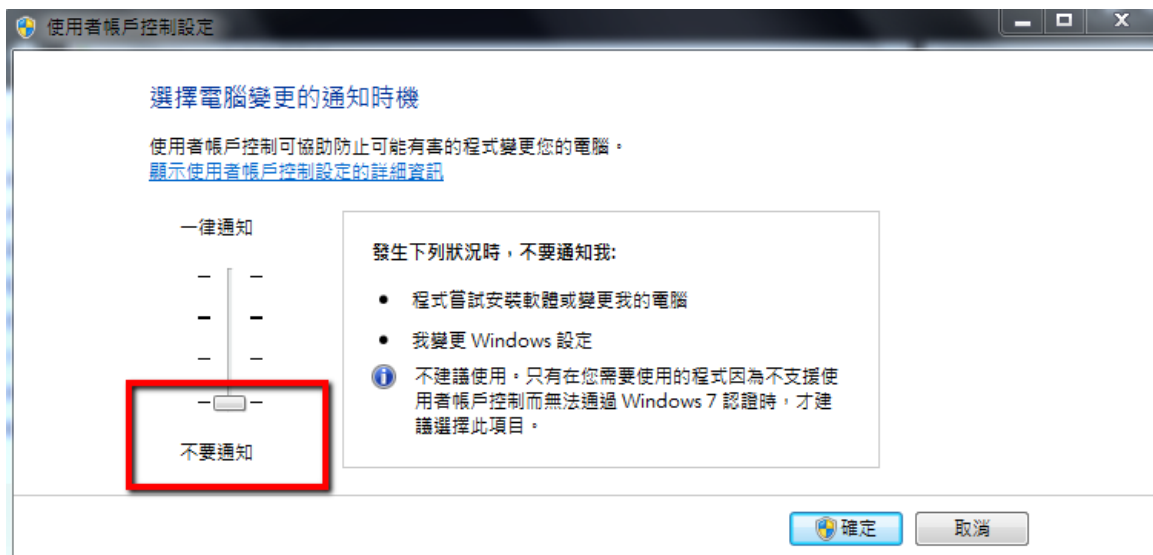 使用者帳戶控制設定
選擇電腦變更的通知時機
使用者帳戶控制可協助防止可能有害的程式變更您的電腦。
顯示使用者帳戶控制設定的詳細資訊
一律通知
發生下列狀況時，不要通知我:
程式嘗試安裝軟體或變更我的電腦
我變更 Windows 設定
不建議使用。只有在您需要使用的程式因為不支援使
用者帳戶控制而無法通過 Windows 7 認證時，才建
議選擇此項目。
不要通知
確定
取消